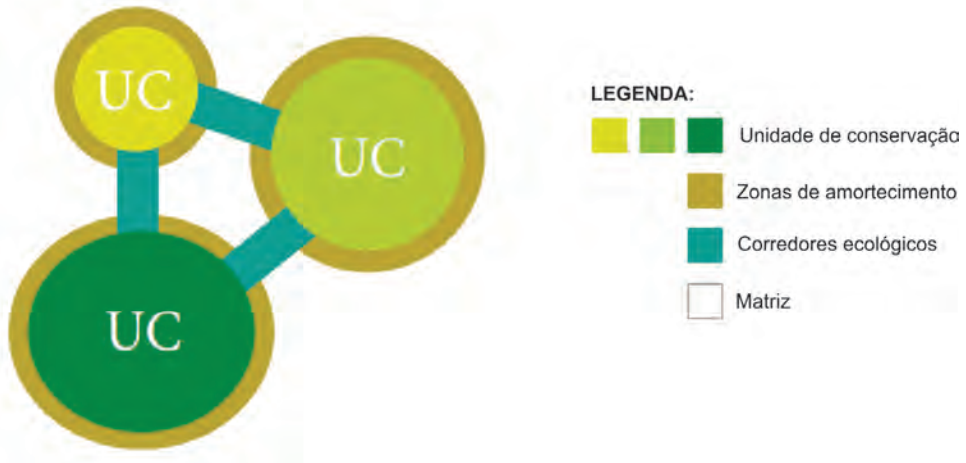 UC
UC
UC
LEGENDA:
Unidade de conservação
Zonas de amortecimento
Corredores ecológicos
Matriz